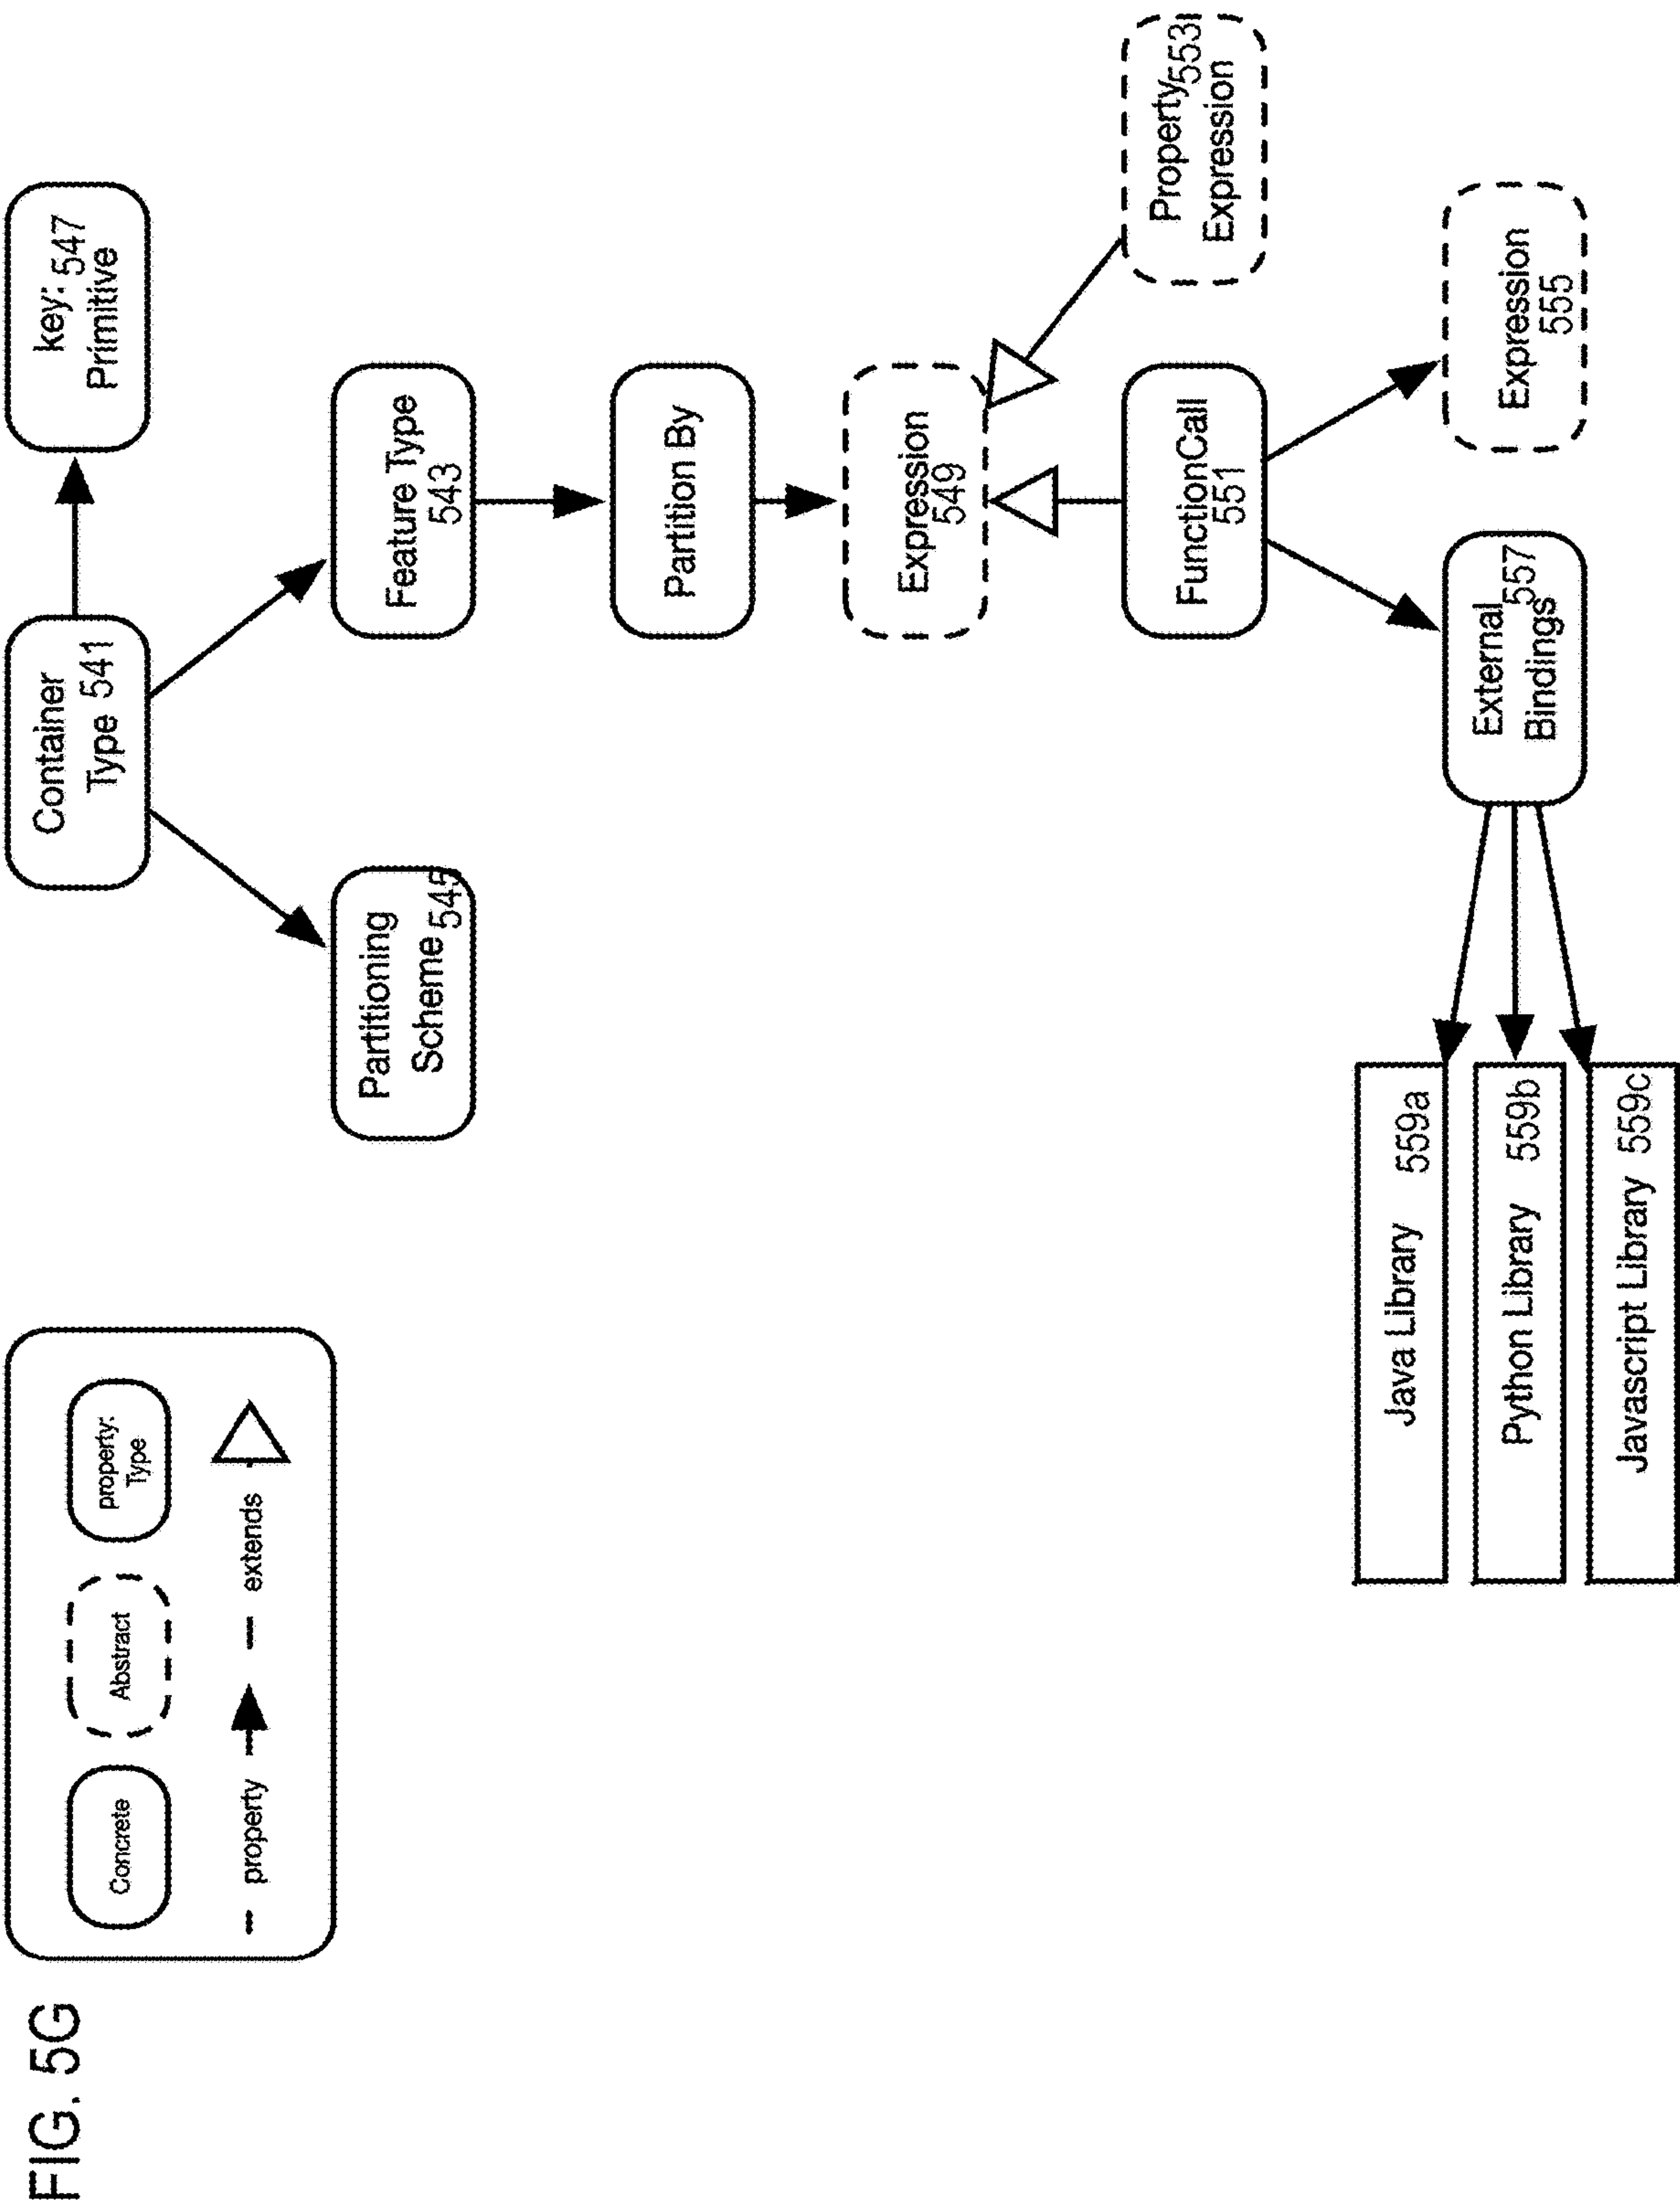 FIG. 5G
Concrete
Abstract
property:
Type
property
extends
Container
Type 541
key: 547
Primitive
Partitioning
Scheme 545
Feature Type
543
Partition By
Expression
549
FunctionCall
551
Property 553
Expression
External 557
Bindings
Expression
555
Java Library 559a
Python Library 559b
Javascript Library 559c